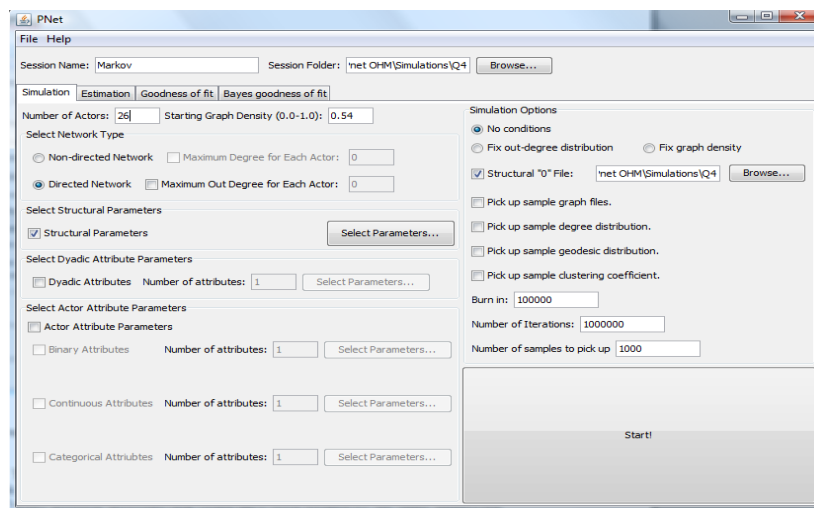 PNet
File Help
Session Name: Markov Session Folder: 'net OHM\Simulations\Q4 Browse...
Simulation Estimation Goodness of fit Bayes goodness of fit
Number of Actors: 26 Starting Graph Density (0.0-1.0): 0.54
Select Network Type
Non-directed Network Maximum Degree for Each Actor: 0
Directed Network Maximum Out Degree for Each Actor: 0
Select Structural Parameters
Structural Parameters Select Parameters...
Select Dyadic Attribute Parameters
Dyadic Attributes Number of attributes: 1 Select Parameters...
Select Actor Attribute Parameters
Actor Attribute Parameters
Binary Attributes Number of attributes: 1 Select Parameters...
Continuous Attributes Number of attributes: 1 Select Parameters...
Categorical Attriubtes Number of attributes: 1 Select Parameters...
Simulation Options
No conditions
Fix out-degree distribution Fix graph density
Structural "0" File: 'net OHM\Simulations\Q4 Browse...
Pick up sample graph files.
Pick up sample degree distribution.
Pick up sample geodesic distribution.
Pick up sample clustering coefficient.
Burn in: 100000
Number of Iterations: 1000000
Number of samples to pick up 1000
Start!